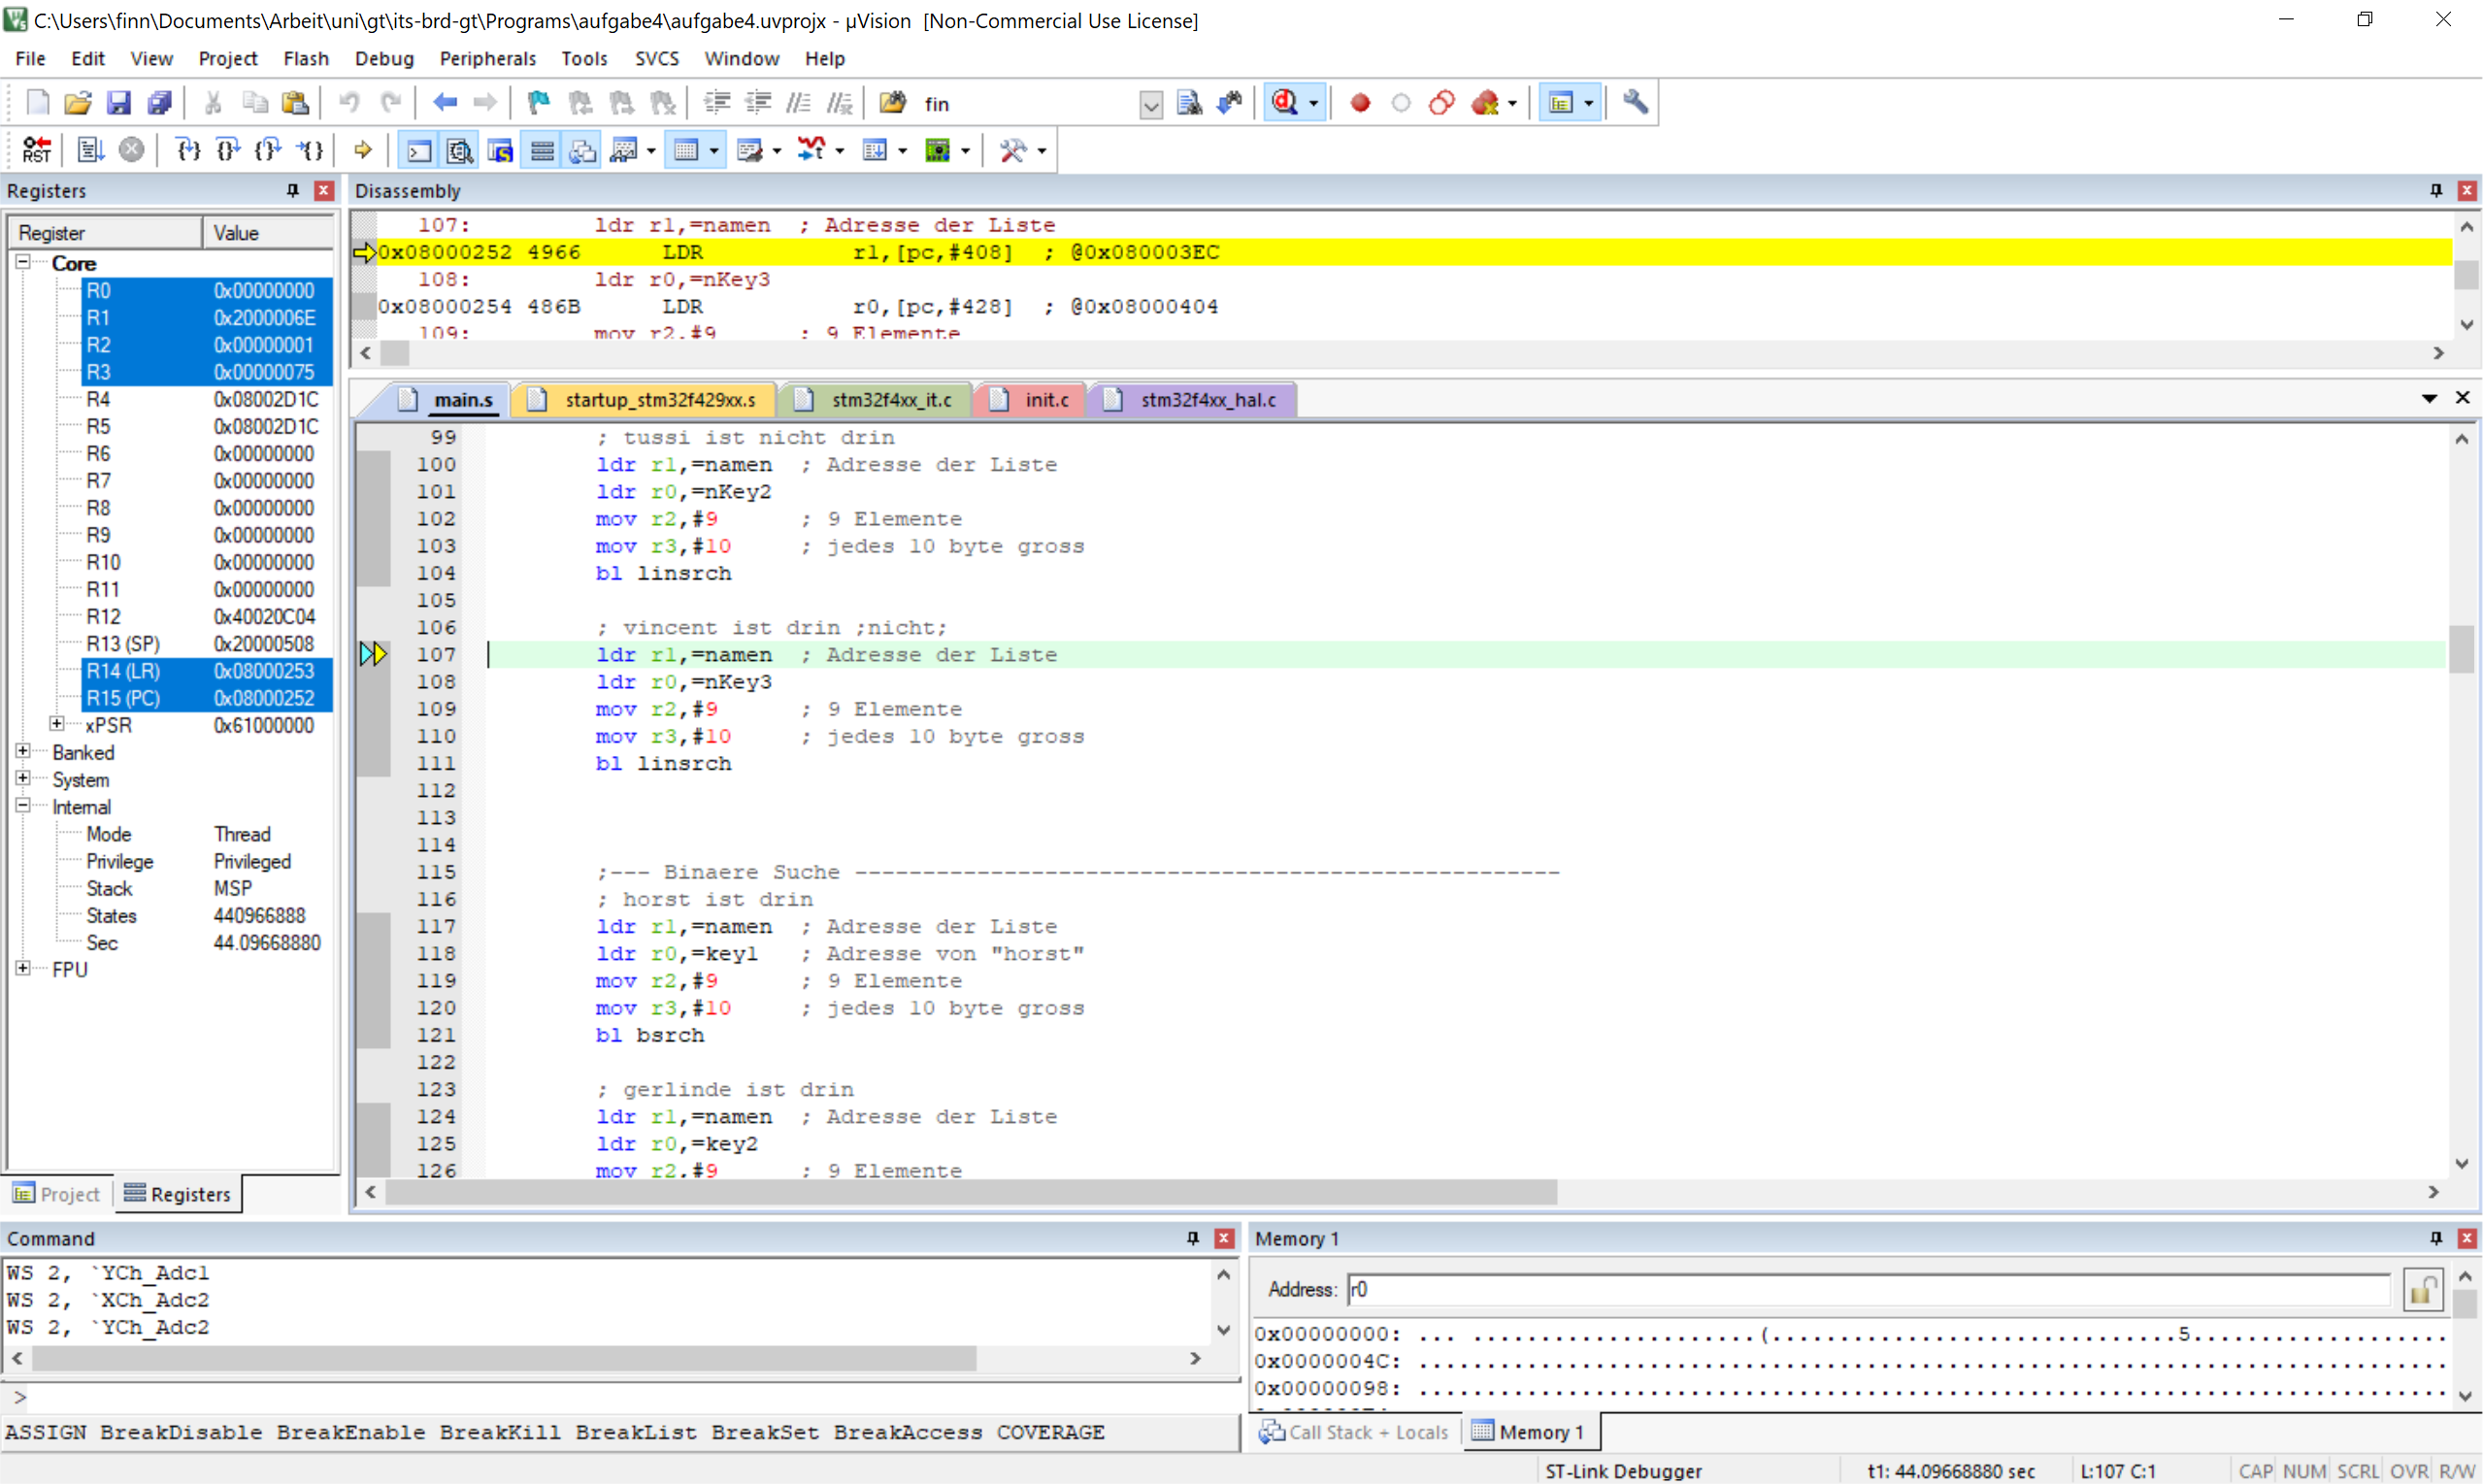 C:\Users\finn\Documents\Arbeit\uni\gt\its-brd-gt\Programs\aufgabe4\aufgabe4.uvprojx - µVision  [Non-Commercial Use License]
File Edit View Project Flash Debug Peripherals Tools SVCS Window Help
fin
RST
Registers
Register Value
Core
R0 0x00000000
R1 0x2000006E
R2 0x00000001
R3 0x00000075
R4 0x08002D1C
R5 0x08002D1C
R6 0x00000000
R7 0x00000000
R8 0x00000000
R9 0x00000000
R10 0x00000000
R11 0x00000000
R12 0x40020C04
R13 (SP) 0x20000508
R14 (LR) 0x08000253
R15 (PC) 0x08000252
xPSR 0x61000000
Banked
System
Internal
Mode Thread
Privilege Privileged
Stack MSP
States 440966888
Sec 44.09668880
FPU
Project Registers
Disassembly
107: ldr r1,=namen ; Adresse der Liste
0x08000252 4966 LDR r1,[pc,#408] ; @0x080003EC
108: ldr r0,=nKey3
0x08000254 486B LDR r0,[pc,#428] ; @0x08000404
109: mov r2,#9 ; 9 Elemente
main.s startup_stm32f429xx.s stm32f4xx_it.c init.c stm32f4xx_hal.c
99 ; tussi ist nicht drin
100 ldr r1,=namen ; Adresse der Liste
101 ldr r0,=nKey2
102 mov r2,#9 ; 9 Elemente
103 mov r3,#10 ; jedes 10 byte gross
104 bl linsrch
105
106 ; vincent ist drin ;nicht;
107 ldr r1,=namen ; Adresse der Liste
108 ldr r0,=nKey3
109 mov r2,#9 ; 9 Elemente
110 mov r3,#10 ; jedes 10 byte gross
111 bl linsrch
112
113
114
115 ;--- Binaere Suche ----------------------------------------------------
116 ; horst ist drin
117 ldr r1,=namen ; Adresse der Liste
118 ldr r0,=key1 ; Adresse von "horst"
119 mov r2,#9 ; 9 Elemente
120 mov r3,#10 ; jedes 10 byte gross
121 bl bsrch
122
123 ; gerlinde ist drin
124 ldr r1,=namen ; Adresse der Liste
125 ldr r0,=key2
126 mov r2,#9 ; 9 Elemente
Command
WS 2, `YCh_Adc1
WS 2, `XCh_Adc2
WS 2, `YCh_Adc2
>
ASSIGN BreakDisable BreakEnable BreakKill BreakList BreakSet BreakAccess COVERAGE
Memory 1
Address: r0
0x00000000: ... .....................(..............................5...................
0x0000004C: ............................................................................
0x00000098: ............................................................................
Call Stack + Locals Memory 1
ST-Link Debugger t1: 44.09668880 sec L:107 C:1 CAP NUM SCRL OVR R/W